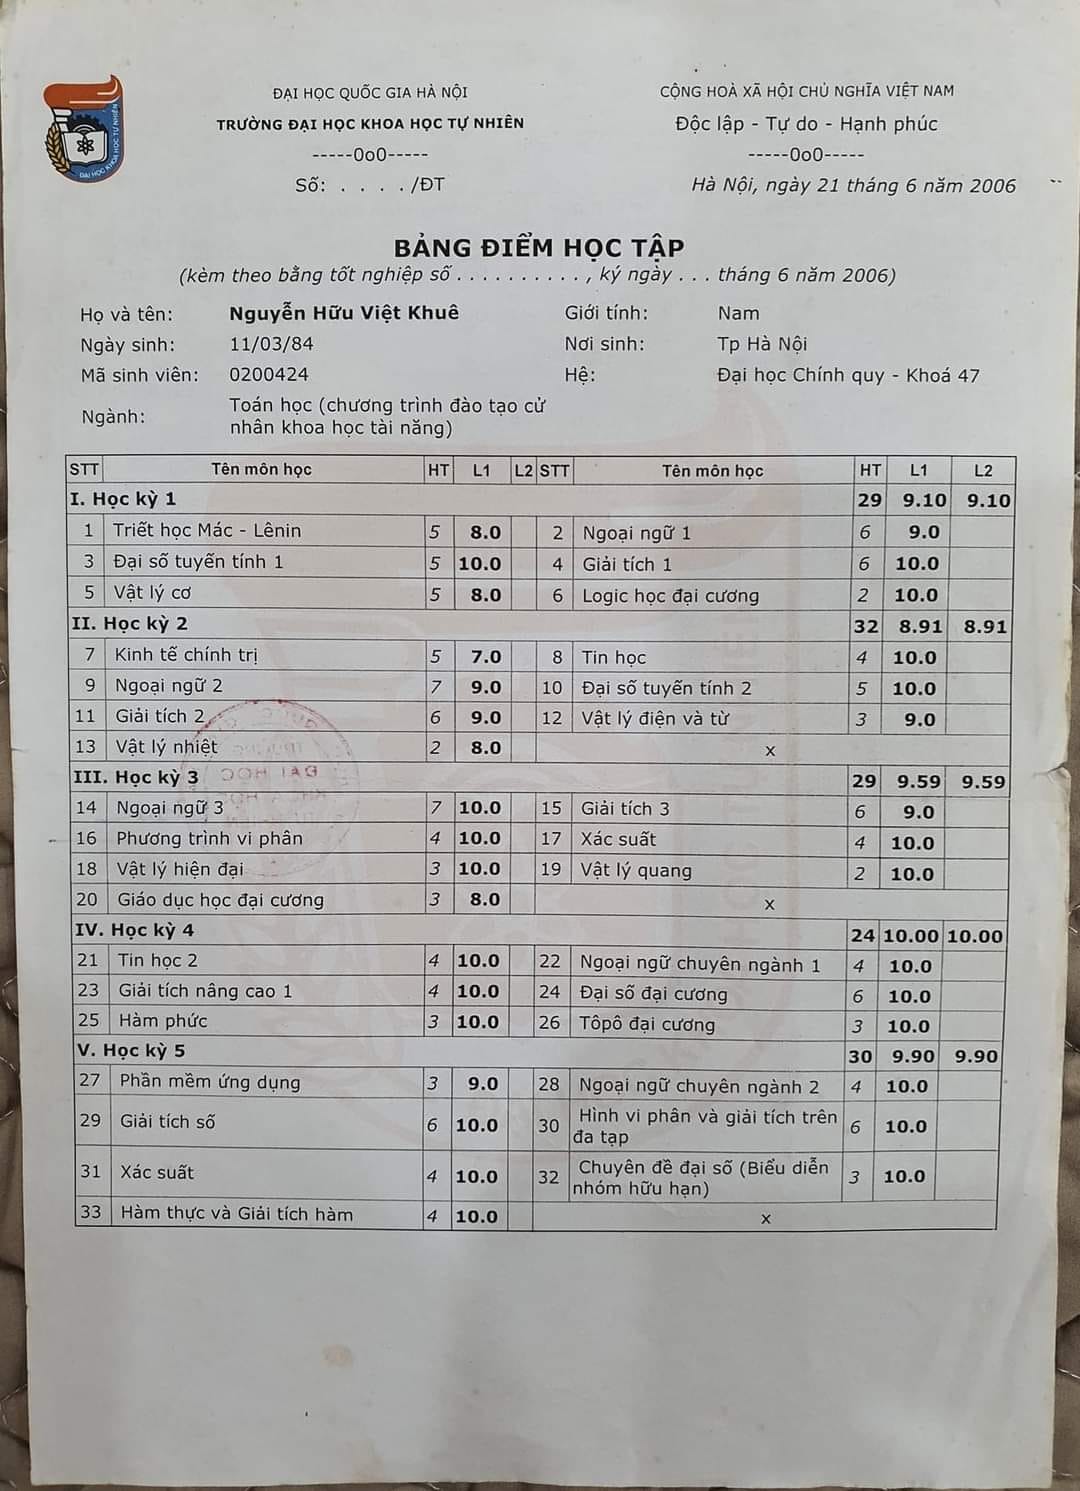 ĐẠI HỌC QUỐC GIA HÀ NỘI
TRƯỜNG ĐẠI HỌC KHOA HỌC TỰ NHIÊN
-----0o0-----
Số: . . . . /ĐT
CỘNG HOÀ XÃ HỘI CHỦ NGHĨA VIỆT NAM
Độc lập - Tự do - Hạnh phúc
-----0o0-----
Hà Nội, ngày 21 tháng 6 năm 2006
ĐẠI HỌC KHOA HỌC TỰ NHIÊN
BẢNG ĐIỂM HỌC TẬP
(kèm theo bằng tốt nghiệp số . . . . . . . . . . , ký ngày . . . tháng 6 năm 2006)
Họ và tên: Nguyễn Hữu Việt Khuê Giới tính: Nam
Ngày sinh: 11/03/84 Nơi sinh: Tp Hà Nội
Mã sinh viên: 0200424 Hệ: Đại học Chính quy - Khoá 47
Ngành: Toán học (chương trình đào tạo cử
nhân khoa học tài năng)
STT Tên môn học HT L1 L2 STT Tên môn học HT L1 L2
I. Học kỳ 1 29 9.10 9.10
1 Triết học Mác - Lênin 5 8.0 2 Ngoại ngữ 1 6 9.0
3 Đại số tuyến tính 1 5 10.0 4 Giải tích 1 6 10.0
5 Vật lý cơ 5 8.0 6 Logic học đại cương 2 10.0
II. Học kỳ 2 32 8.91 8.91
7 Kinh tế chính trị 5 7.0 8 Tin học 4 10.0
9 Ngoại ngữ 2 7 9.0 10 Đại số tuyến tính 2 5 10.0
11 Giải tích 2 6 9.0 12 Vật lý điện và từ 3 9.0
13 Vật lý nhiệt 2 8.0 x
III. Học kỳ 3 29 9.59 9.59
14 Ngoại ngữ 3 7 10.0 15 Giải tích 3 6 9.0
16 Phương trình vi phân 4 10.0 17 Xác suất 4 10.0
18 Vật lý hiện đại 3 10.0 19 Vật lý quang 2 10.0
20 Giáo dục học đại cương 3 8.0 x
IV. Học kỳ 4 24 10.00 10.00
21 Tin học 2 4 10.0 22 Ngoại ngữ chuyên ngành 1 4 10.0
23 Giải tích nâng cao 1 4 10.0 24 Đại số đại cương 6 10.0
25 Hàm phức 3 10.0 26 Tôpô đại cương 3 10.0
V. Học kỳ 5 30 9.90 9.90
27 Phần mềm ứng dụng 3 9.0 28 Ngoại ngữ chuyên ngành 2 4 10.0
29 Giải tích số 6 10.0 30 Hình vi phân và giải tích trên
đa tạp 6 10.0
31 Xác suất 4 10.0 32 Chuyên đề đại số (Biểu diễn
nhóm hữu hạn) 3 10.0
33 Hàm thực và Giải tích hàm 4 10.0 x